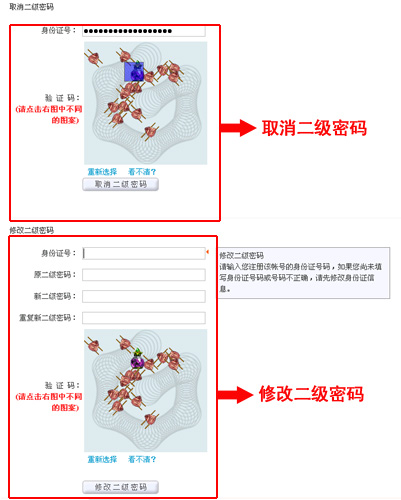 取消二级密码
身份证号：
验 证 码：
(请点击右图中不同
的图案)
取消二级密码
重新选择 看不清？
取消二级密码
修改二级密码
身份证号：
修改二级密码
请输入您注册该帐号的身份证号码，如果您尚未填
写身份证号码或号码不正确，请先修改身份证信
息。
原二级密码：
新二级密码：
重复新二级密码：
验 证 码：
(请点击右图中不同
的图案)
修改二级密码
重新选择 看不清？
修改二级密码